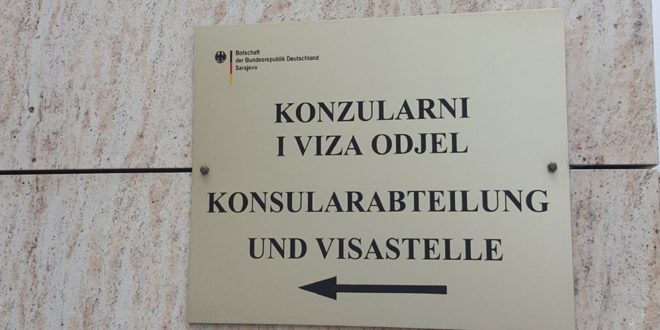 Botschaft
der Bundesrepublik Deutschland
Sarajevo
KONZULARNI
I VIZA ODJEL
KONSULARABTEILUNG
UND VISASTELLE